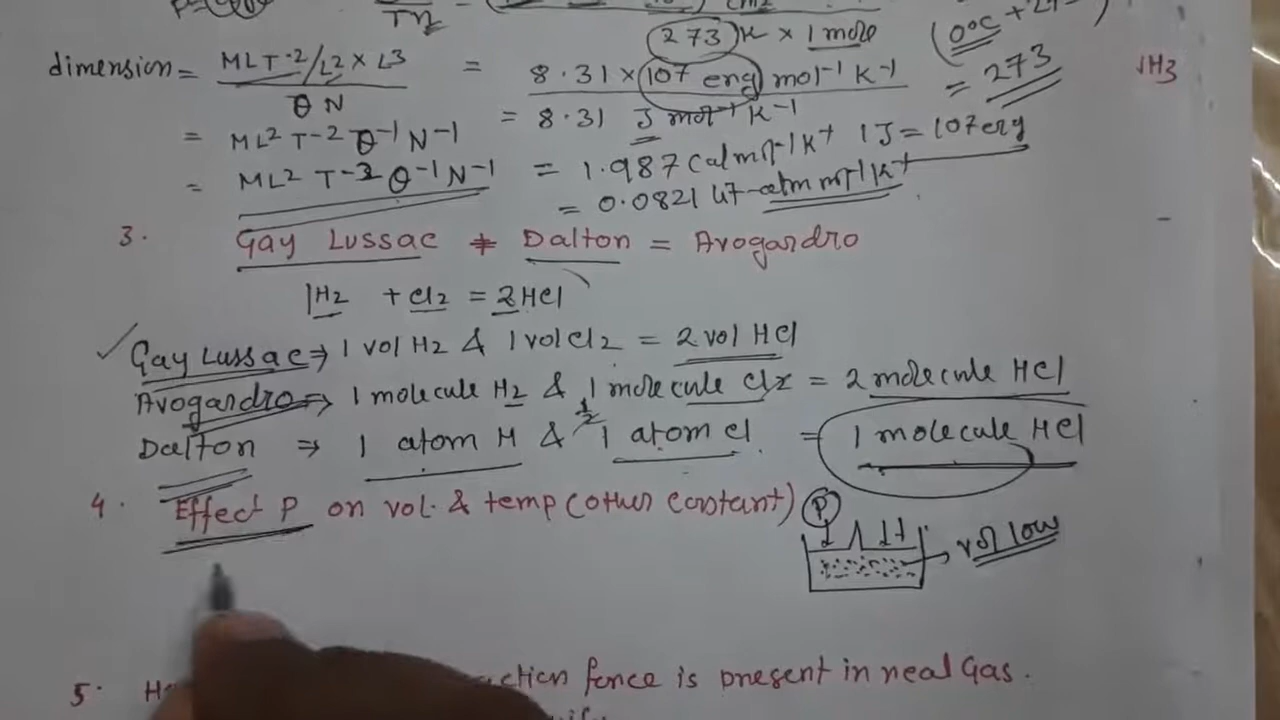 Tn
273 K × 1 mole
(0°C + 27
dimension = MLT-2/L2 × L3 = 8.31 × 107 erg mol-1 K-1 = 273
θ N
1H3
= ML2 T-2 θ-1 N-1 = 8.31 J mol-1 K-1
= ML2 T-2 θ-1 N-1 = 1.987 Cal mol-1 K-1 1J = 107 erg
= 0.0821 lit-atm mol-1 K-1
3. Gay Lussac ≠ Dalton = Avogardro
1H2 + Cl2 = 2HCl
✓ Gay Lussac ⇒ 1 vol H2 & 1 vol Cl2 = 2 vol HCl
Avogardro ⇒ 1 molecule H2 & 1 molecule Cl2 = 2 molecule HCl
Dalton ⇒ 1 atom H & 1 atom Cl = 1 molecule HCl
4. Effect P on vol. & temp (other constant) P
vol low
5. ction force is present in real Gas.